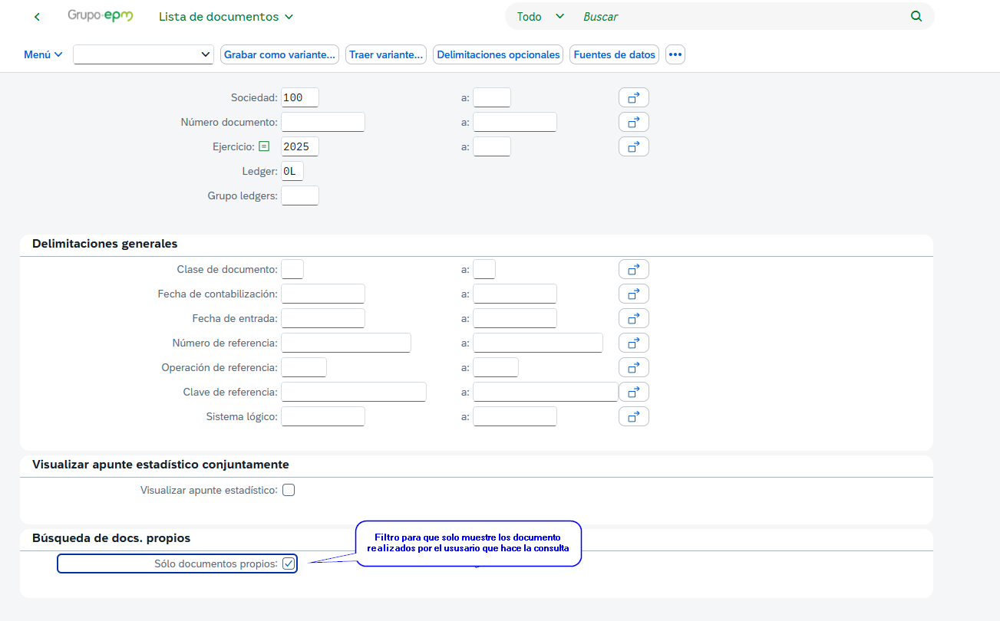 Grupo·epm Lista de documentos Todo Buscar
Menú Grabar como variante... Traer variante... Delimitaciones opcionales Fuentes de datos
Sociedad: 100 a:
Número documento: a:
Ejercicio: 2025 a:
Ledger: 0L
Grupo ledgers:
Delimitaciones generales
Clase de documento: a:
Fecha de contabilización: a:
Fecha de entrada: a:
Número de referencia: a:
Operación de referencia: a:
Clave de referencia: a:
Sistema lógico: a:
Visualizar apunte estadístico conjuntamente
Visualizar apunte estadístico:
Búsqueda de docs. propios
Filtro para que solo muestre los documento
realizados por el ususario que hace la consulta
Sólo documentos propios: